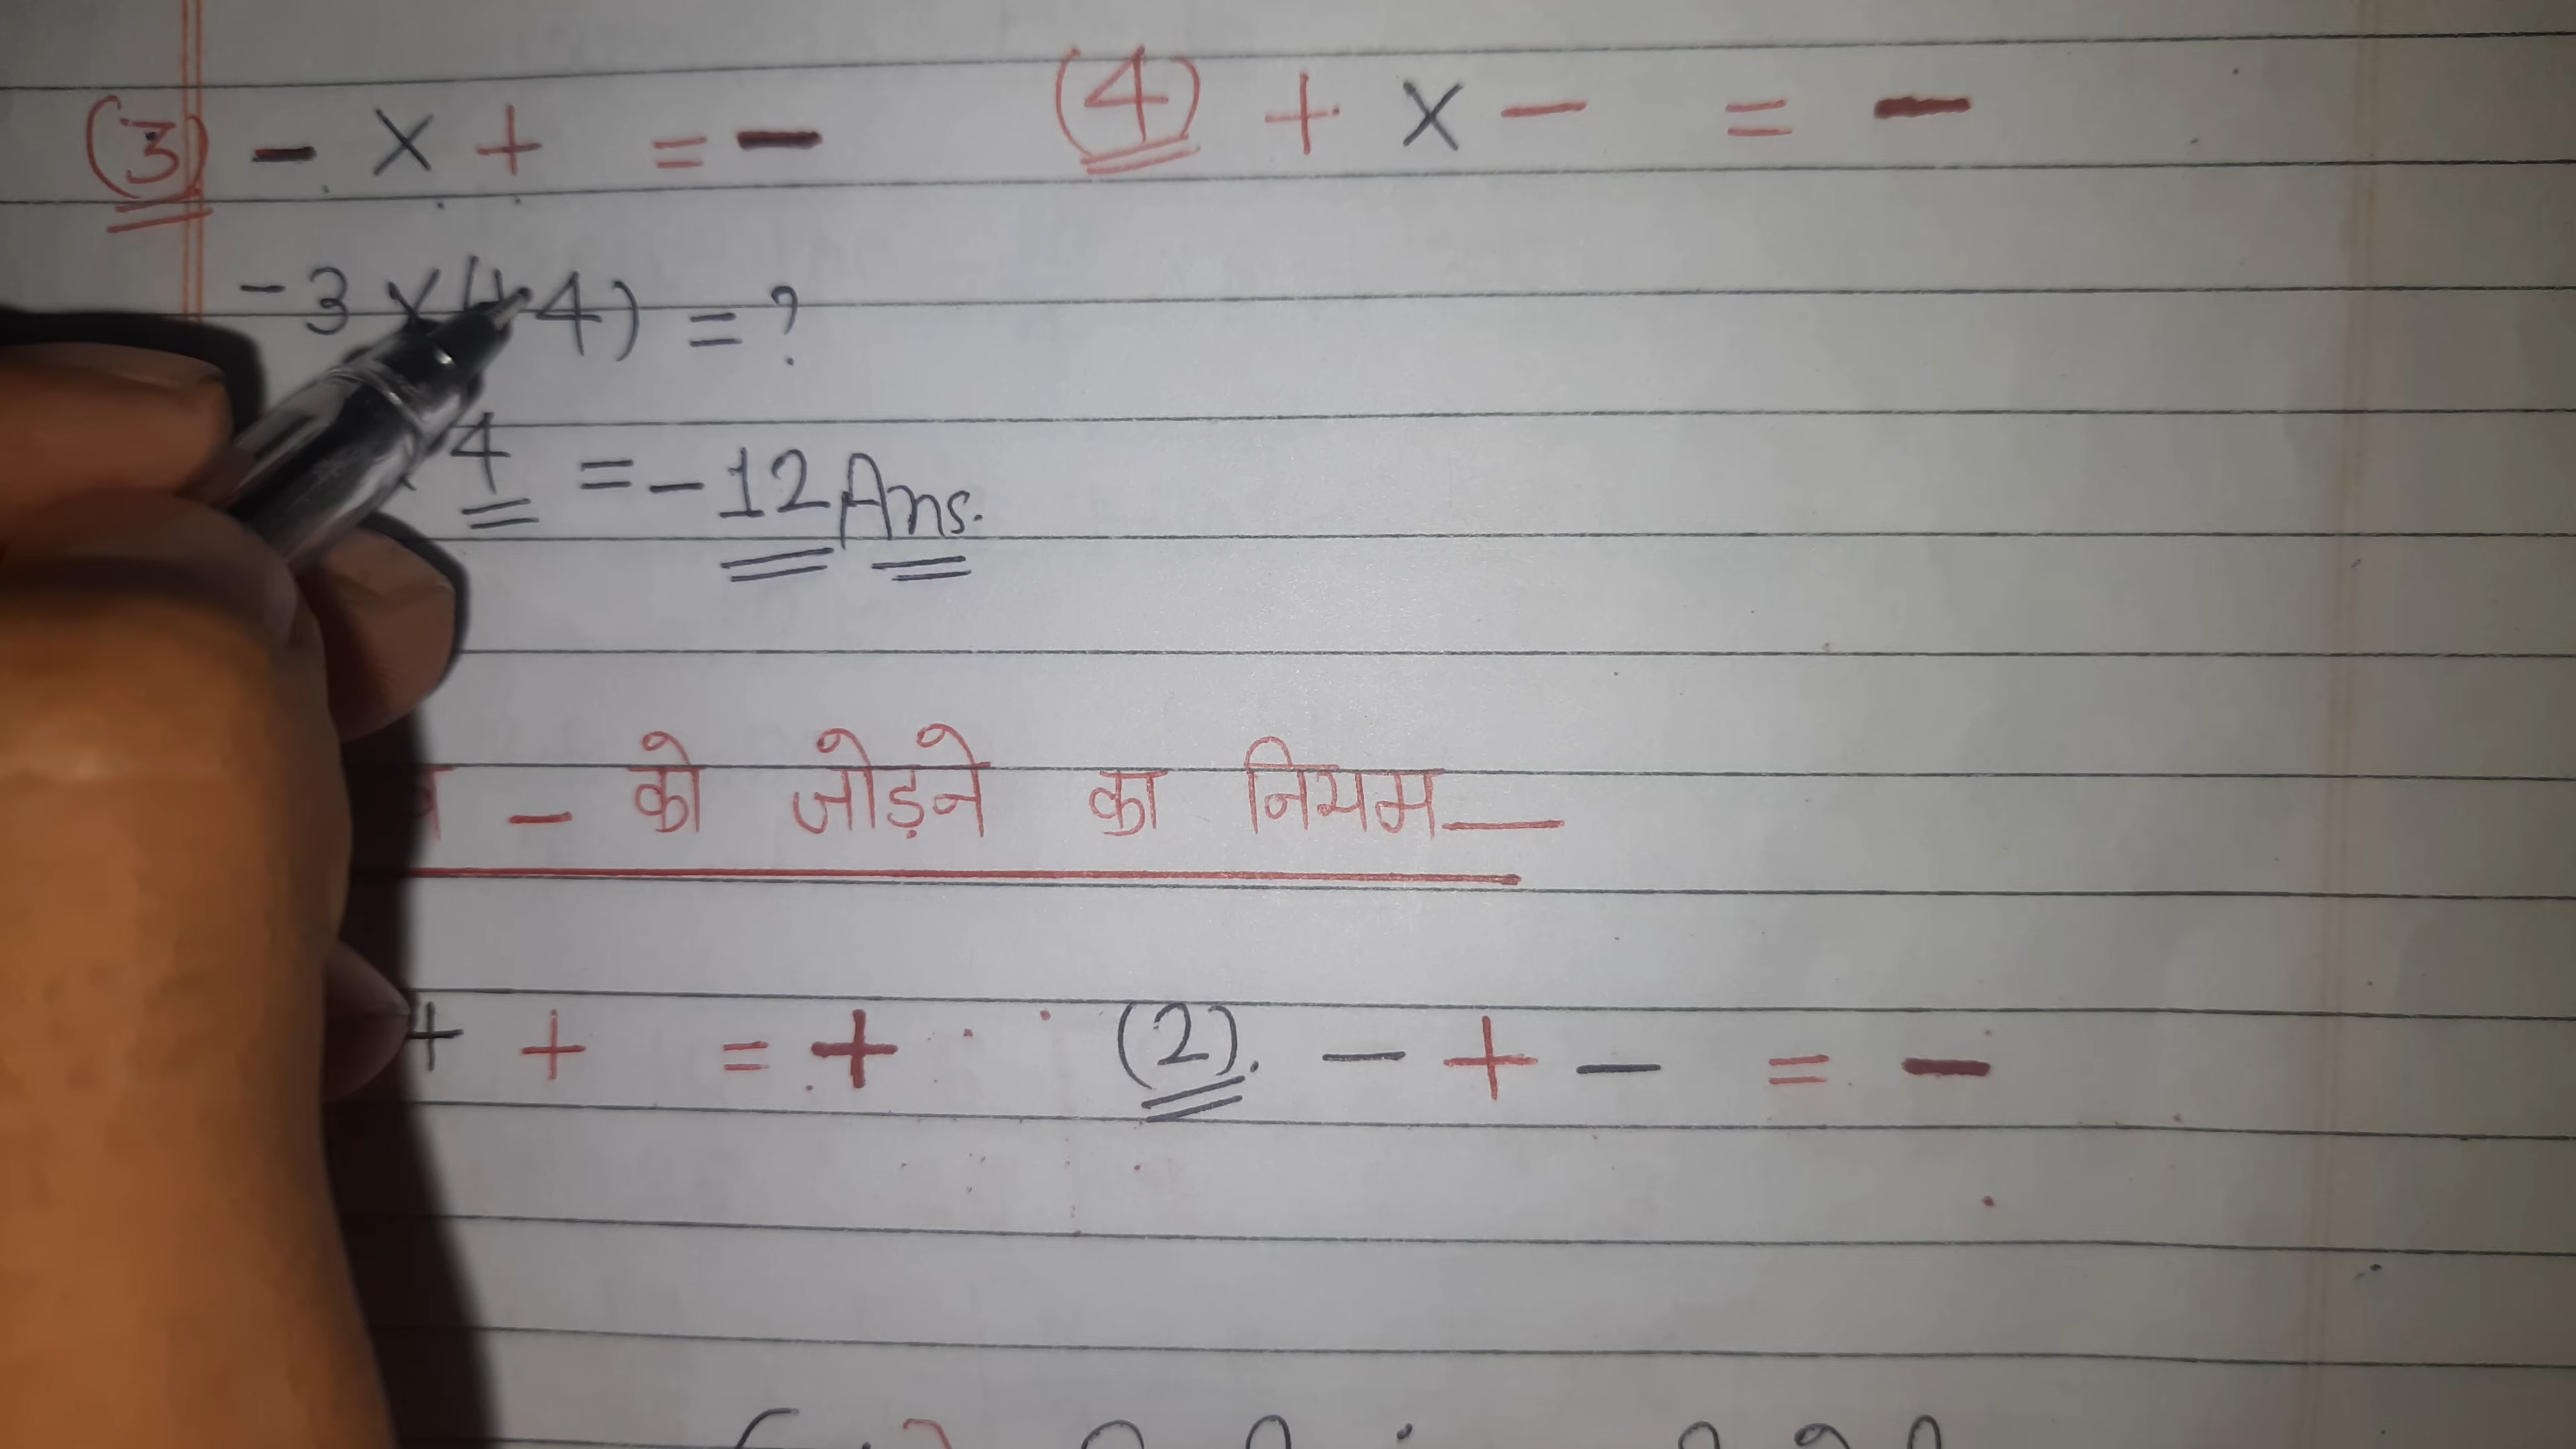 (3) - × + = - (4) + × - = -
-3 × (+4) = ?
4 = -12 Ans.
व - को जोड़ने का नियम—
+ + = + (2). - + - = -